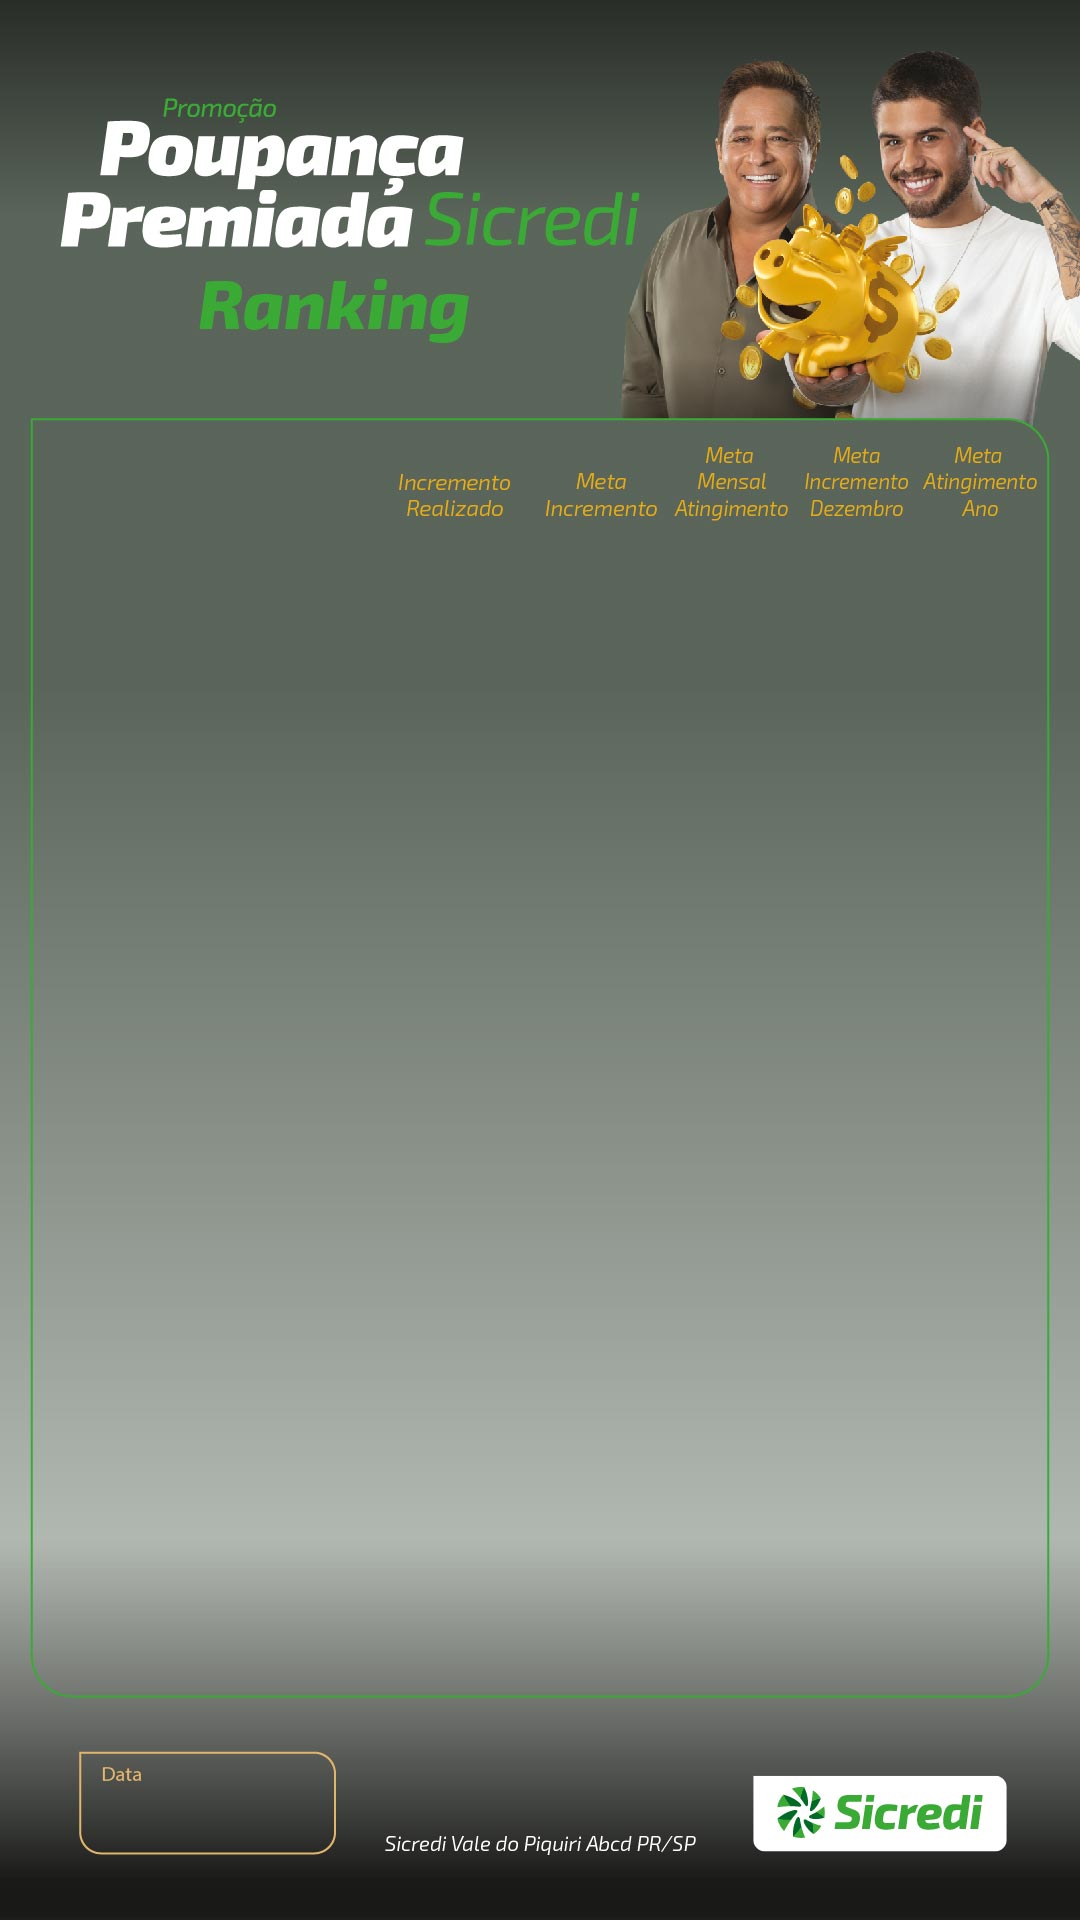 Promoção
Poupança
Premiada Sicredi
Ranking
$
Incremento
Realizado
Meta
Incremento
Meta
Mensal
Atingimento
Meta
Incremento
Dezembro
Meta
Atingimento
Ano
Data
Sicredi Vale do Piquiri Abcd PR/SP
Sicredi